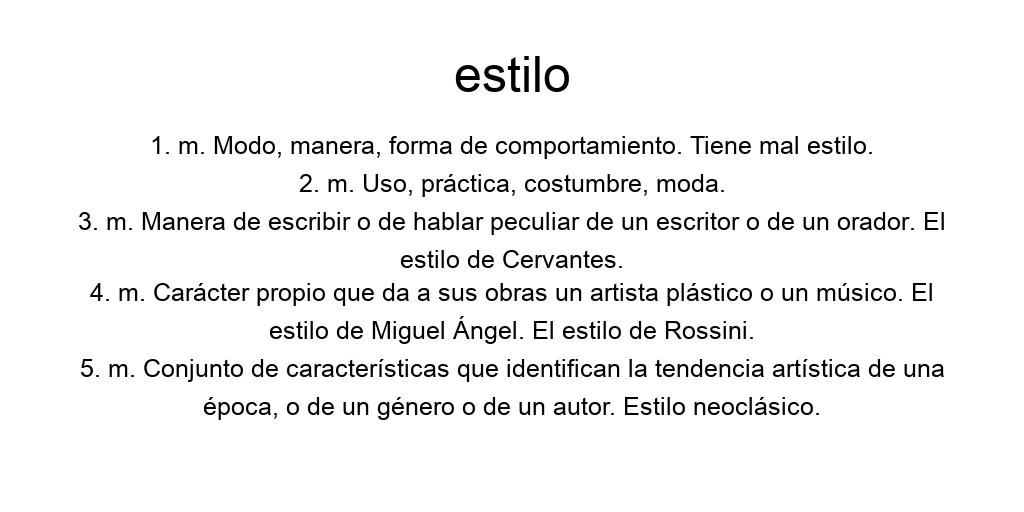 estilo
1. m. Modo, manera, forma de comportamiento. Tiene mal estilo.
2. m. Uso, práctica, costumbre, moda.
3. m. Manera de escribir o de hablar peculiar de un escritor o de un orador. El
estilo de Cervantes.
4. m. Carácter propio que da a sus obras un artista plástico o un músico. El
estilo de Miguel Ángel. El estilo de Rossini.
5. m. Conjunto de características que identifican la tendencia artística de una
época, o de un género o de un autor. Estilo neoclásico.